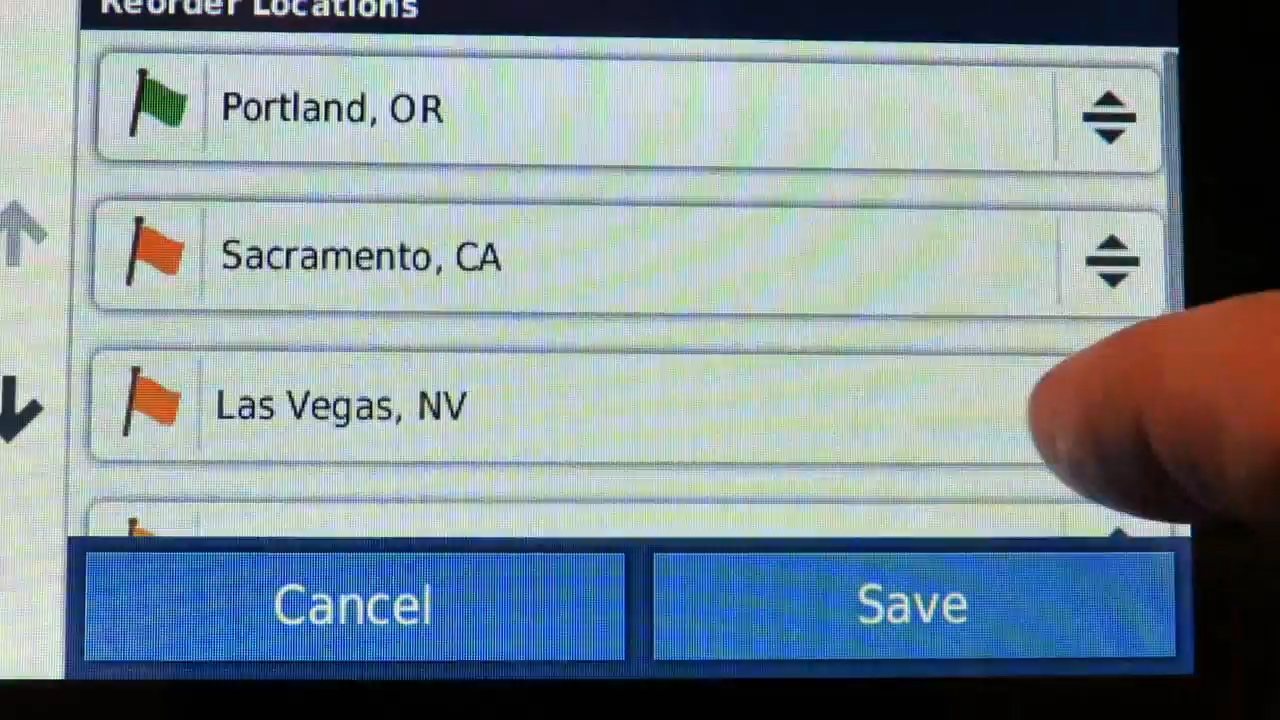 Reorder Locations
Portland, OR
Sacramento, CA
Las Vegas, NV
Cancel
Save